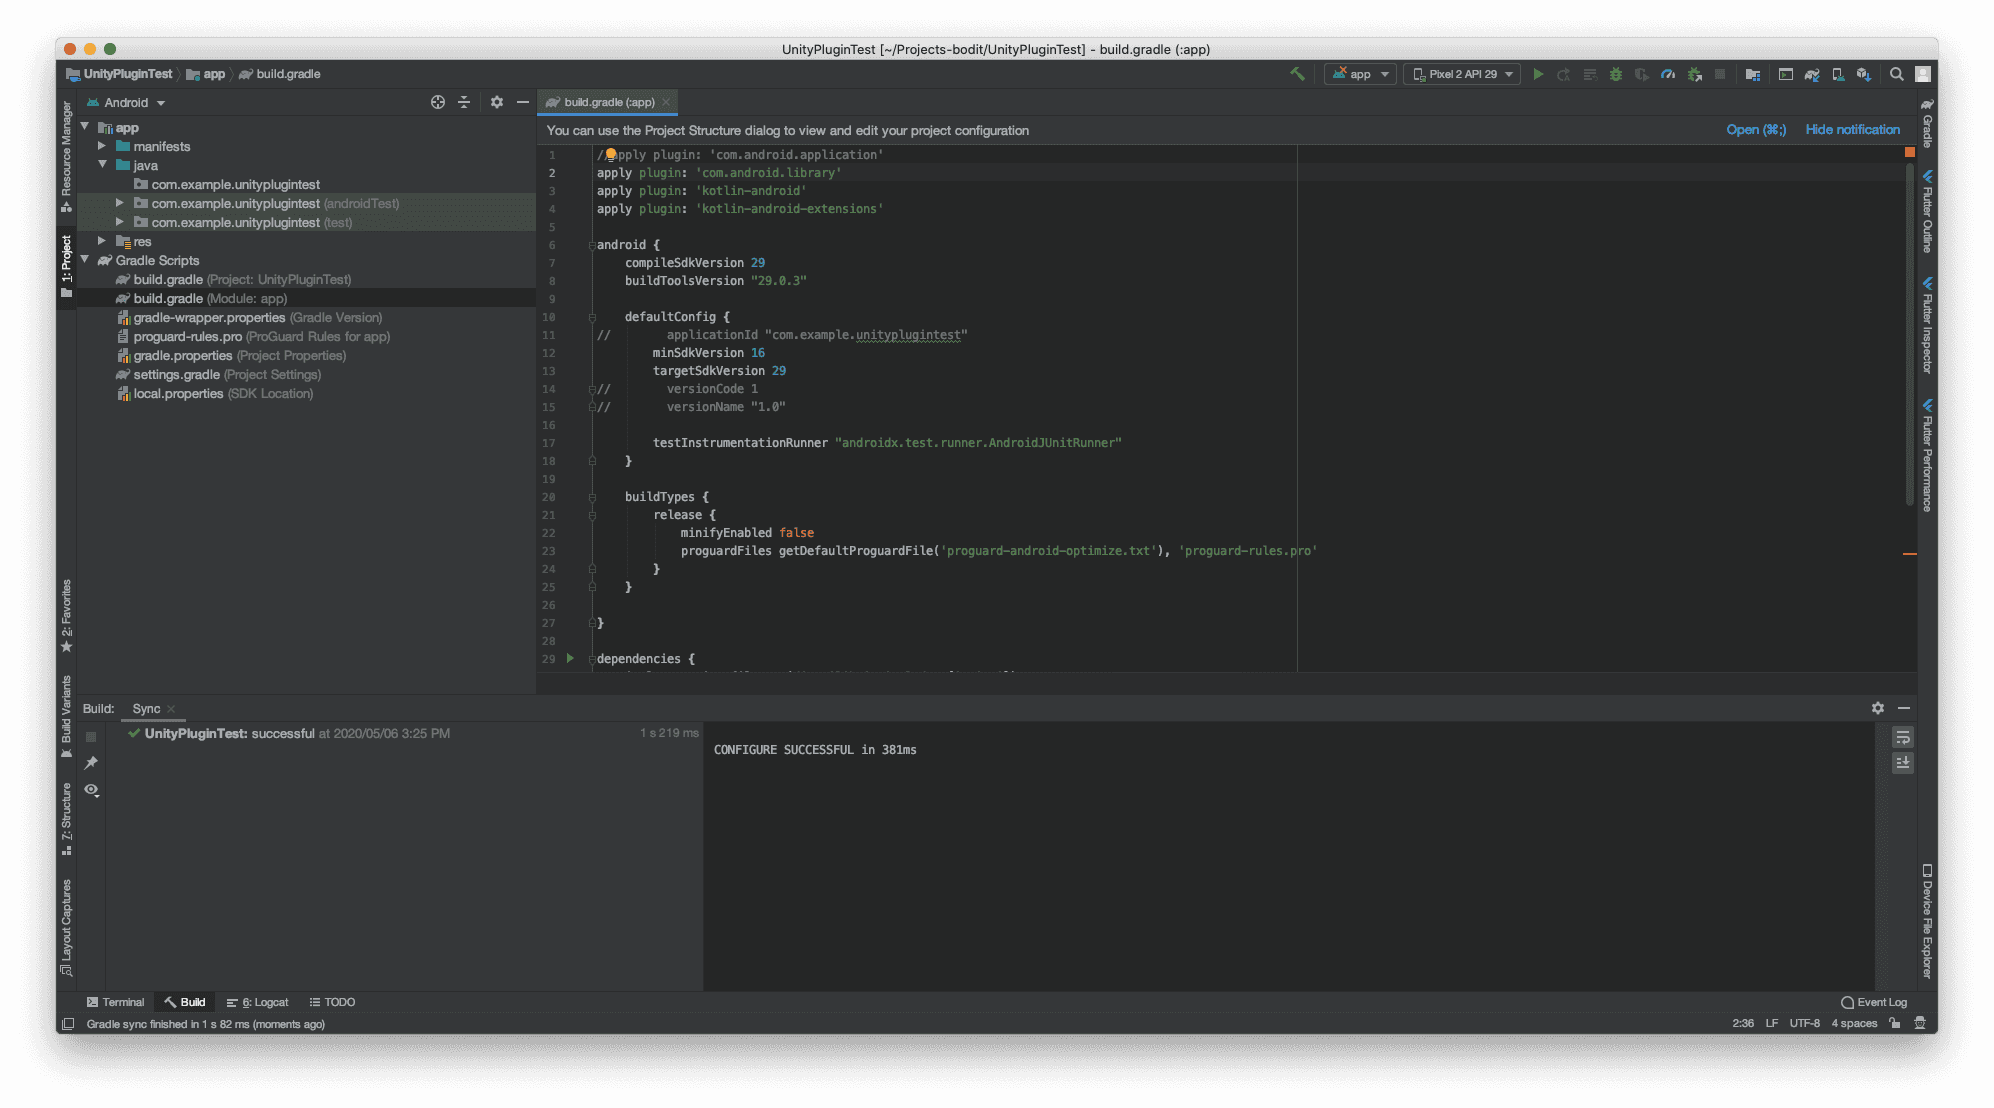 UnityPluginTest [~/Projects-bodit/UnityPluginTest] - build.gradle (:app)
UnityPluginTest app build.gradle
app Pixel 2 API 29
Resource Manager
1: Project
2: Favorites
Build Variants
7: Structure
Layout Captures
Android
app
manifests
java
com.example.unityplugintest
com.example.unityplugintest (androidTest)
com.example.unityplugintest (test)
res
Gradle Scripts
build.gradle (Project: UnityPluginTest)
build.gradle (Module: app)
gradle-wrapper.properties (Gradle Version)
proguard-rules.pro (ProGuard Rules for app)
gradle.properties (Project Properties)
settings.gradle (Project Settings)
local.properties (SDK Location)
build.gradle (:app)
You can use the Project Structure dialog to view and edit your project configuration
Open (⌘;) Hide notification
1 //apply plugin: 'com.android.application'
2 apply plugin: 'com.android.library'
3 apply plugin: 'kotlin-android'
4 apply plugin: 'kotlin-android-extensions'
5
6 android {
7 compileSdkVersion 29
8 buildToolsVersion "29.0.3"
9
10 defaultConfig {
11 // applicationId "com.example.unityplugintest"
12 minSdkVersion 16
13 targetSdkVersion 29
14 // versionCode 1
15 // versionName "1.0"
16
17 testInstrumentationRunner "androidx.test.runner.AndroidJUnitRunner"
18 }
19
20 buildTypes {
21 release {
22 minifyEnabled false
23 proguardFiles getDefaultProguardFile('proguard-android-optimize.txt'), 'proguard-rules.pro'
24 }
25 }
26
27 }
28
29 dependencies {
Gradle
Flutter Outline
Flutter Inspector
Flutter Performance
Device File Explorer
Build: Sync
UnityPluginTest: successful at 2020/05/06 3:25 PM 1 s 219 ms
CONFIGURE SUCCESSFUL in 381ms
Terminal Build 6: Logcat TODO Event Log
Gradle sync finished in 1 s 82 ms (moments ago) 2:36 LF UTF-8 4 spaces